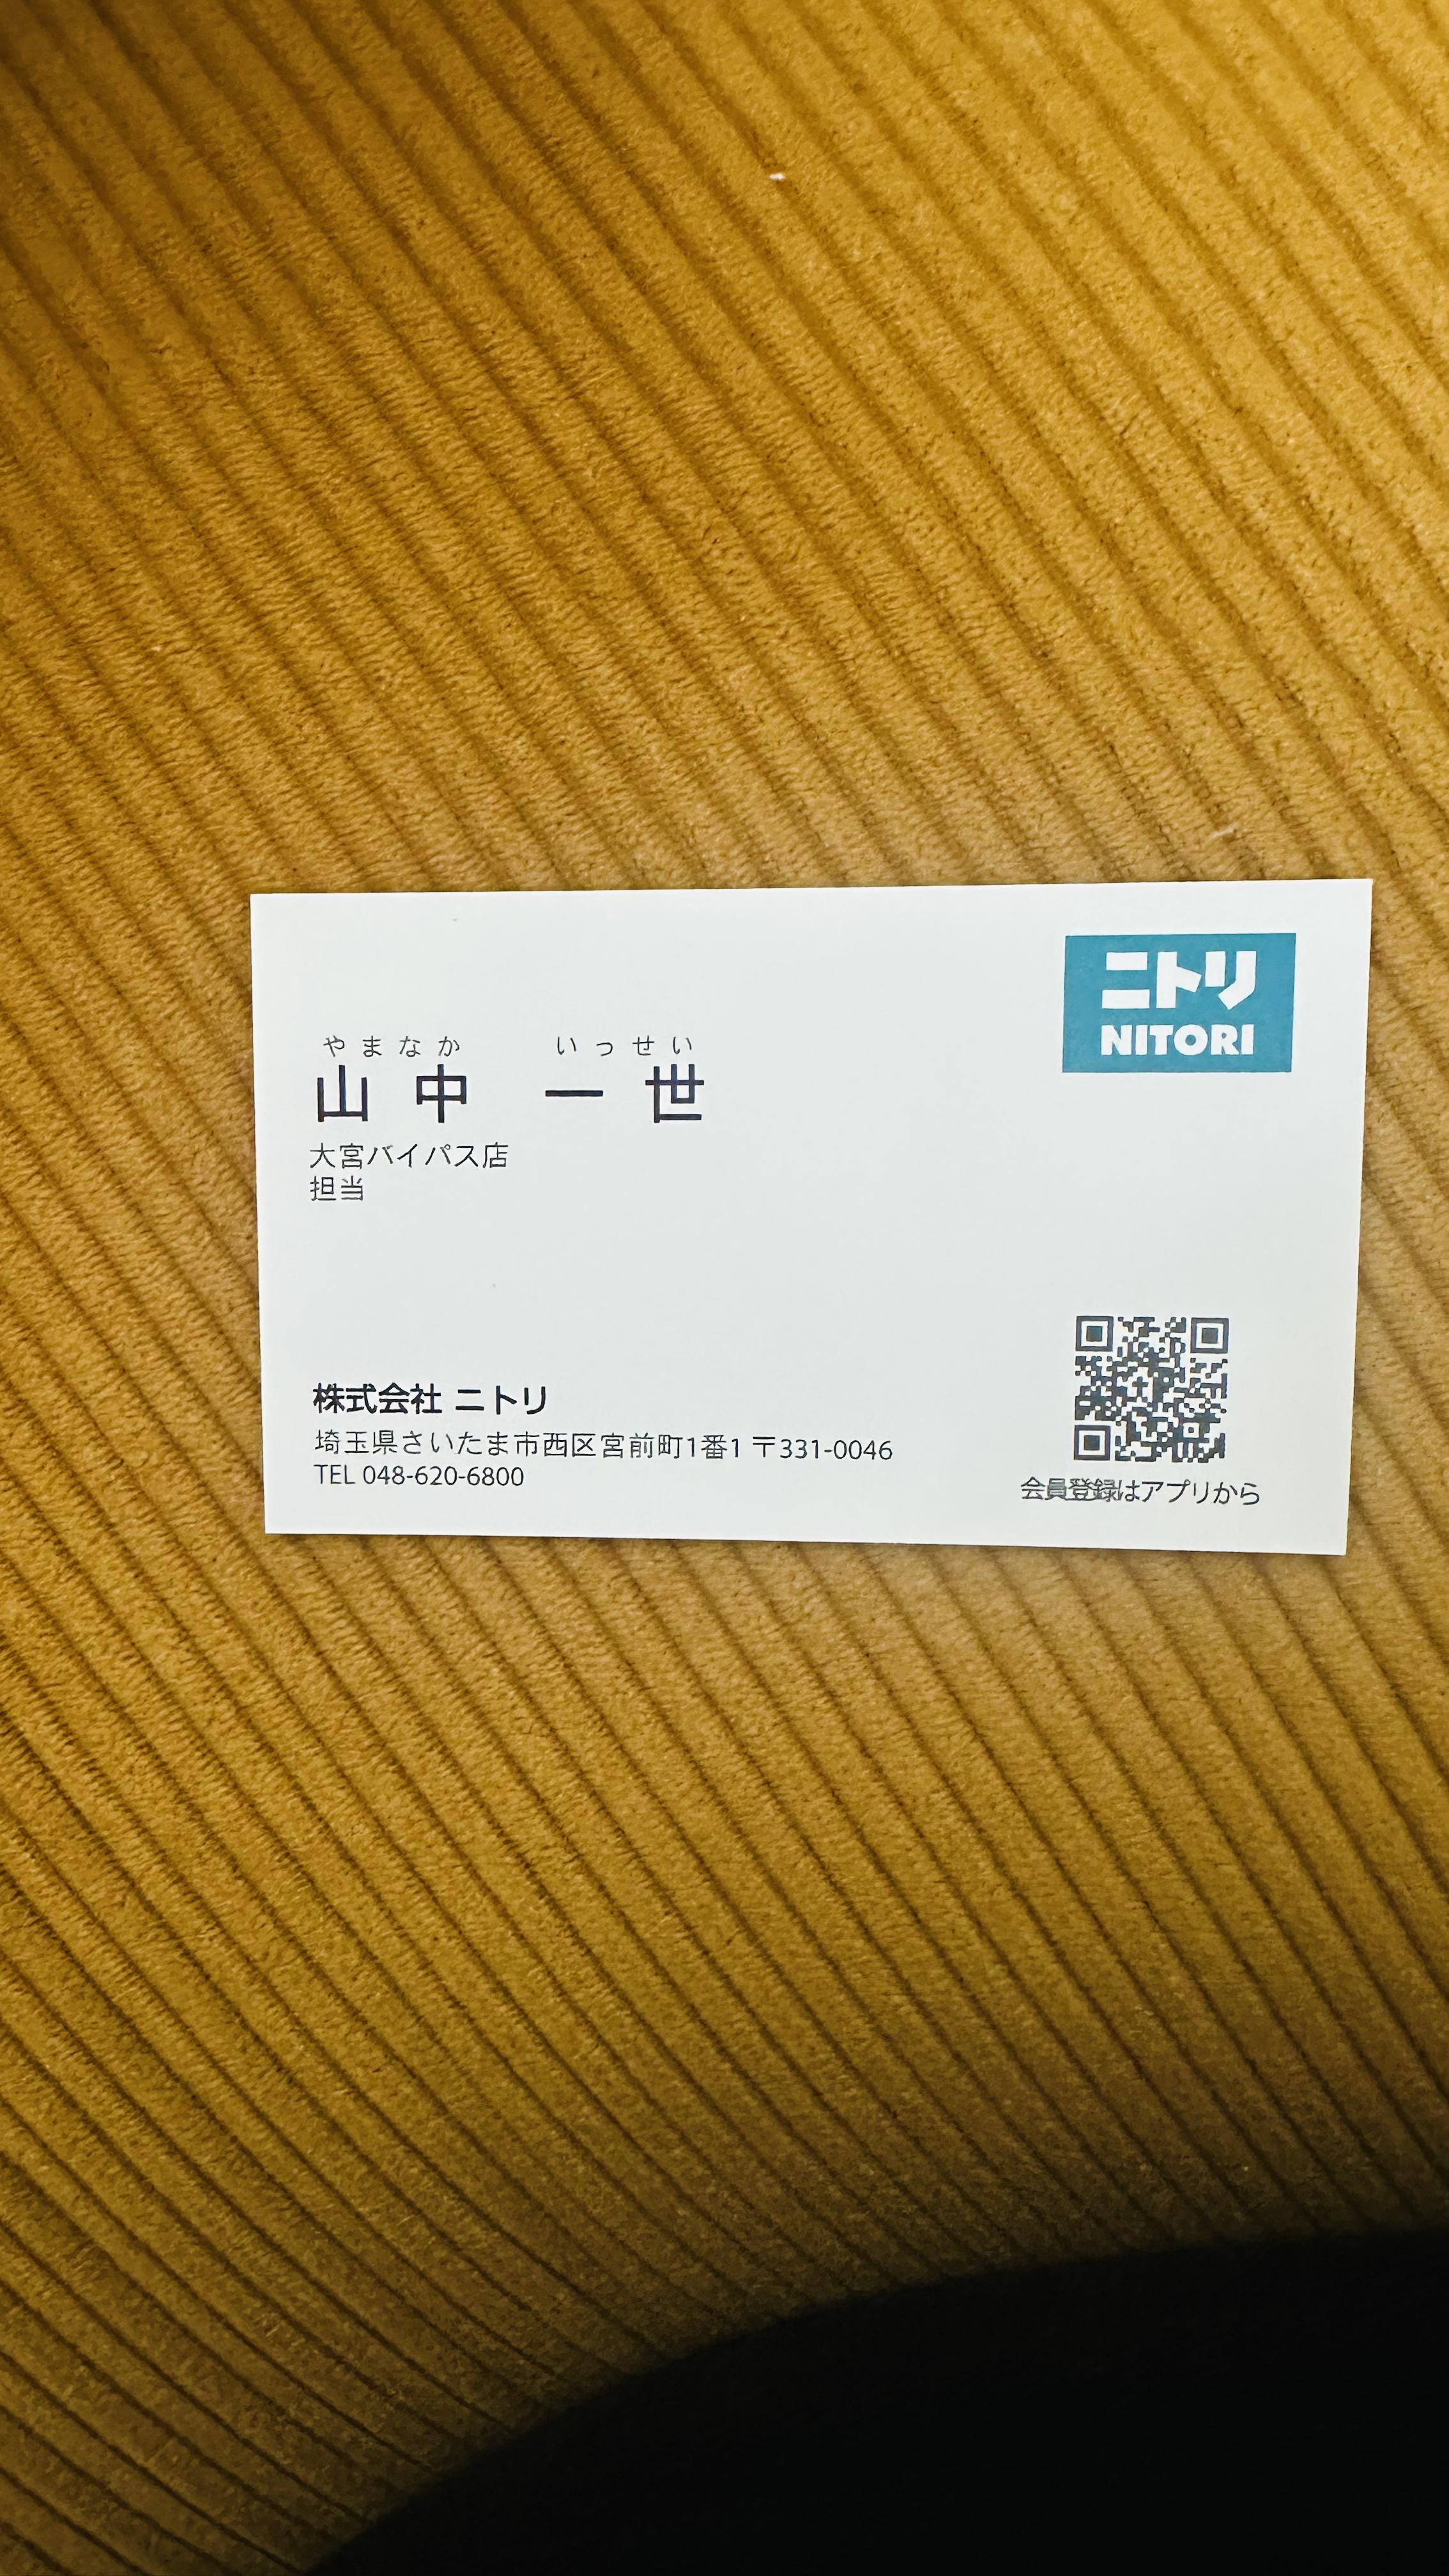 ニトリ
NITORI
やまなか いっせい
山中 一世
大宮バイパス店
担当
株式会社 ニトリ
埼玉県さいたま市西区宮前町1番1 〒331-0046
TEL 048-620-6800
会員登録はアプリから